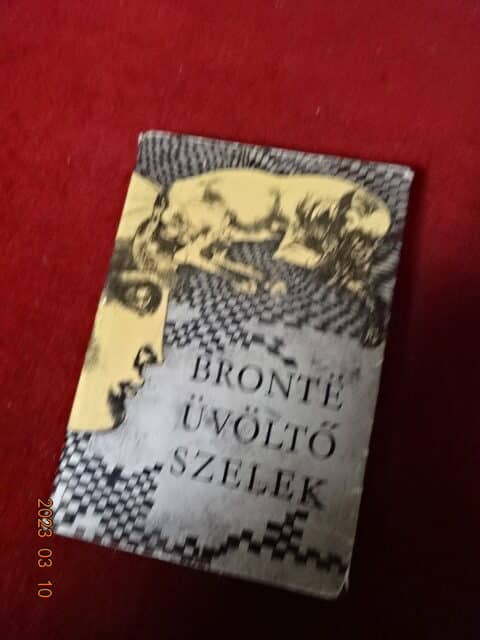 BRONTË
ÜVÖLTŐ
SZELEK
2023 03 10